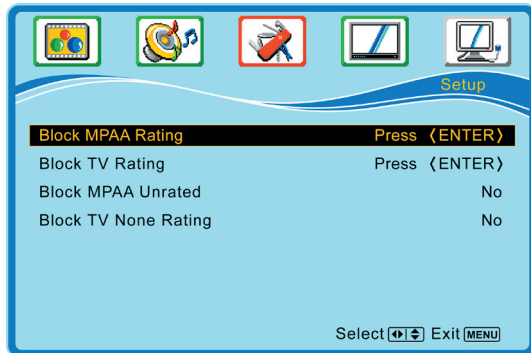 Setup
Block MPAA Rating Press 〈ENTER〉
Block TV Rating Press 〈ENTER〉
Block MPAA Unrated No
Block TV None Rating No
Select Exit MENU